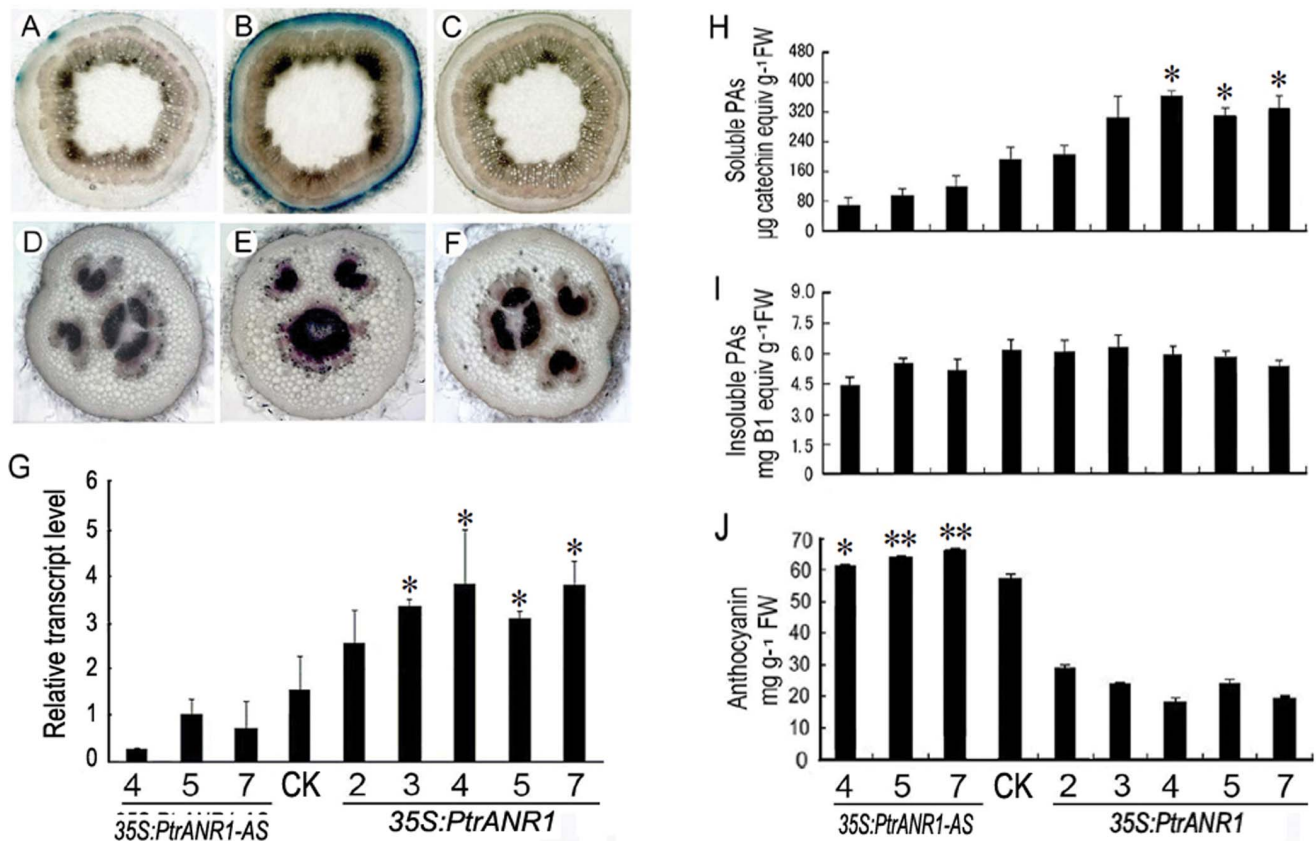 A
B
C
D
E
F
G
Relative transcript level
6
5
4
3
2
1
0
*
*
*
*
4 5 7 CK 2 3 4 5 7
35S:PtrANR1-AS
35S:PtrANR1
H
Soluble PAs
µg catechin equiv g⁻¹FW
480
400
320
240
160
80
0
* * *
I
Insoluble PAs
mg B1 equiv g⁻¹FW
9.0
7.5
6.0
4.5
3.0
1.5
0
J
Anthocyanin
mg g⁻¹ FW
70
60
50
40
30
20
10
0
* ** **
4 5 7 CK 2 3 4 5 7
35S:PtrANR1-AS
35S:PtrANR1